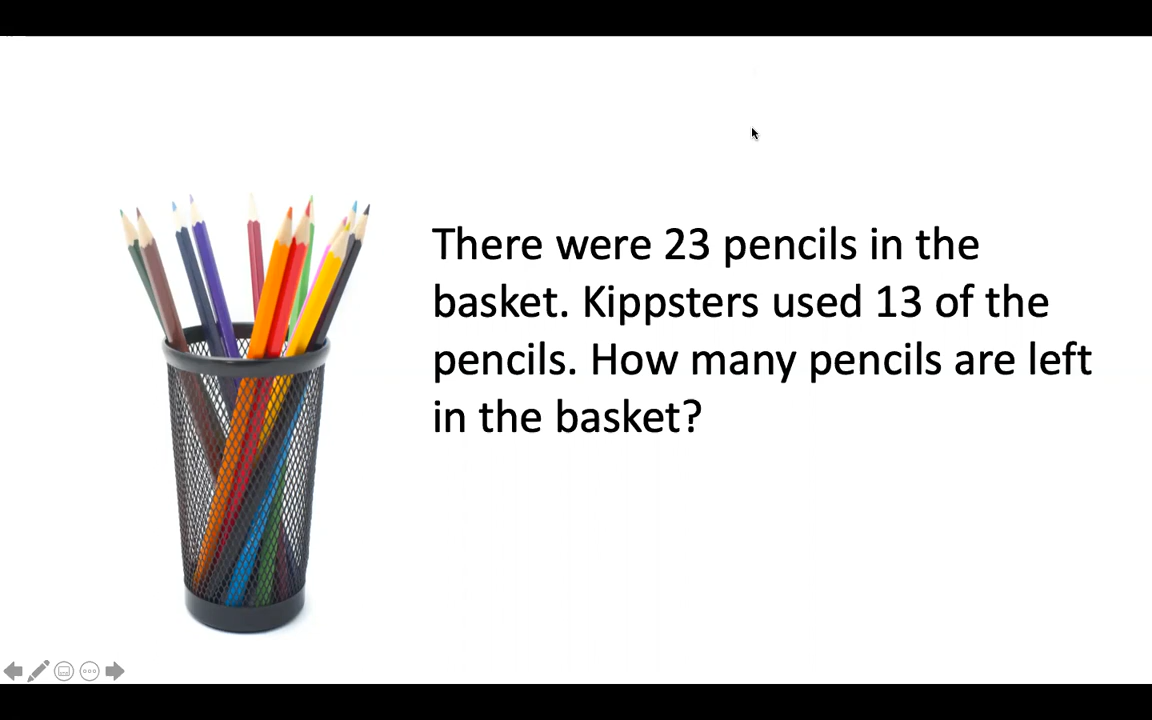 There were 23 pencils in the
basket. Kippsters used 13 of the
pencils. How many pencils are left
in the basket?